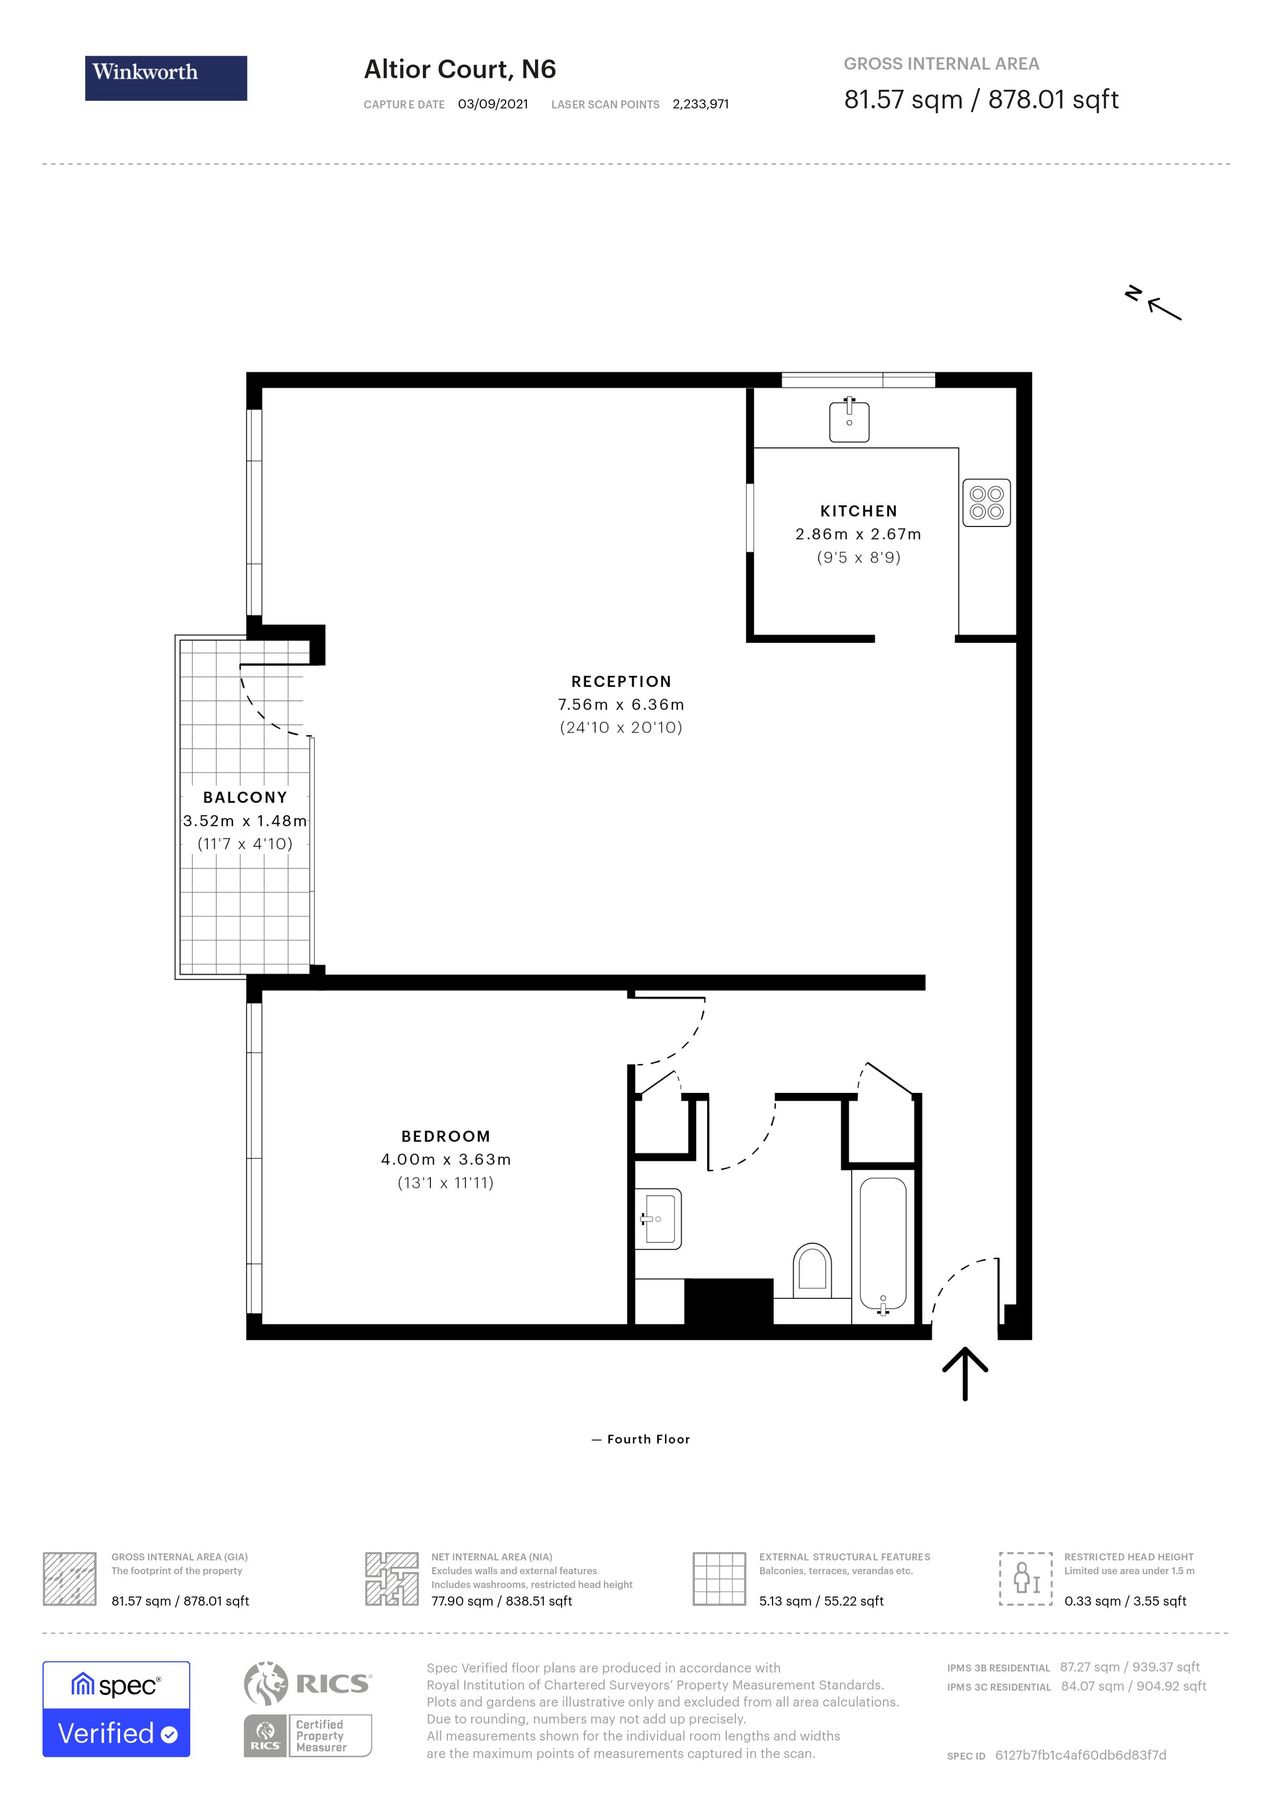 Winkworth
Altior Court, N6
CAPTURE DATE 03/09/2021 LASER SCAN POINTS 2,233,971
GROSS INTERNAL AREA
81.57 sqm / 878.01 sqft
N
KITCHEN
2.86m x 2.67m
(9'5 x 8'9)
RECEPTION
7.56m x 6.36m
(24'10 x 20'10)
BALCONY
3.52m x 1.48m
(11'7 x 4'10)
BEDROOM
4.00m x 3.63m
(13'1 x 11'11)
— Fourth Floor
GROSS INTERNAL AREA (GIA)
The footprint of the property
81.57 sqm / 878.01 sqft
NET INTERNAL AREA (NIA)
Excludes walls and external features
Includes washrooms, restricted head height
77.90 sqm / 838.51 sqft
EXTERNAL STRUCTURAL FEATURES
Balconies, terraces, verandas etc.
5.13 sqm / 55.22 sqft
RESTRICTED HEAD HEIGHT
Limited use area under 1.5 m
0.33 sqm / 3.55 sqft
spec®
Verified
RICS®
RICS
Certified
Property
Measurer
Spec Verified floor plans are produced in accordance with
Royal Institution of Chartered Surveyors' Property Measurement Standards.
Plots and gardens are illustrative only and excluded from all area calculations.
Due to rounding, numbers may not add up precisely.
All measurements shown for the individual room lengths and widths
are the maximum points of measurements captured in the scan.
IPMS 3B RESIDENTIAL 87.27 sqm / 939.37 sqft
IPMS 3C RESIDENTIAL 84.07 sqm / 904.92 sqft
SPEC ID 6127b7fb1c4af60db6d83f7d